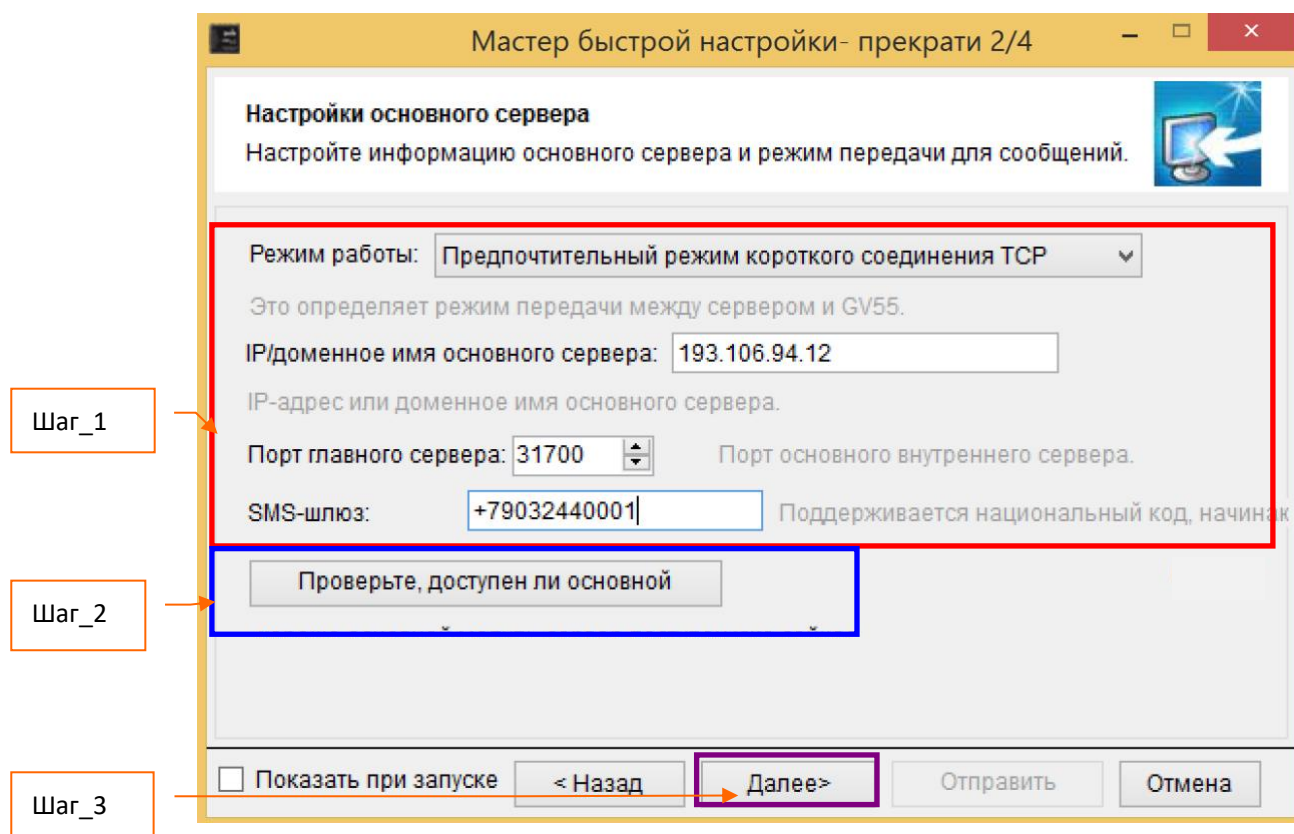 Мастер быстрой настройки- прекрати 2/4
Настройки основного сервера
Настройте информацию основного сервера и режим передачи для сообщений.
Режим работы: Предпочтительный режим короткого соединения TCP
Это определяет режим передачи между сервером и GV55.
IP/доменное имя основного сервера: 193.106.94.12
IP-адрес или доменное имя основного сервера.
Шаг_1
Порт главного сервера: 31700 Порт основного внутреннего сервера.
SMS-шлюз: +79032440001 Поддерживается национальный код, начинак
Проверьте, доступен ли основной
Шаг_2
Показать при запуске < Назад Далее> Отправить Отмена
Шаг_3